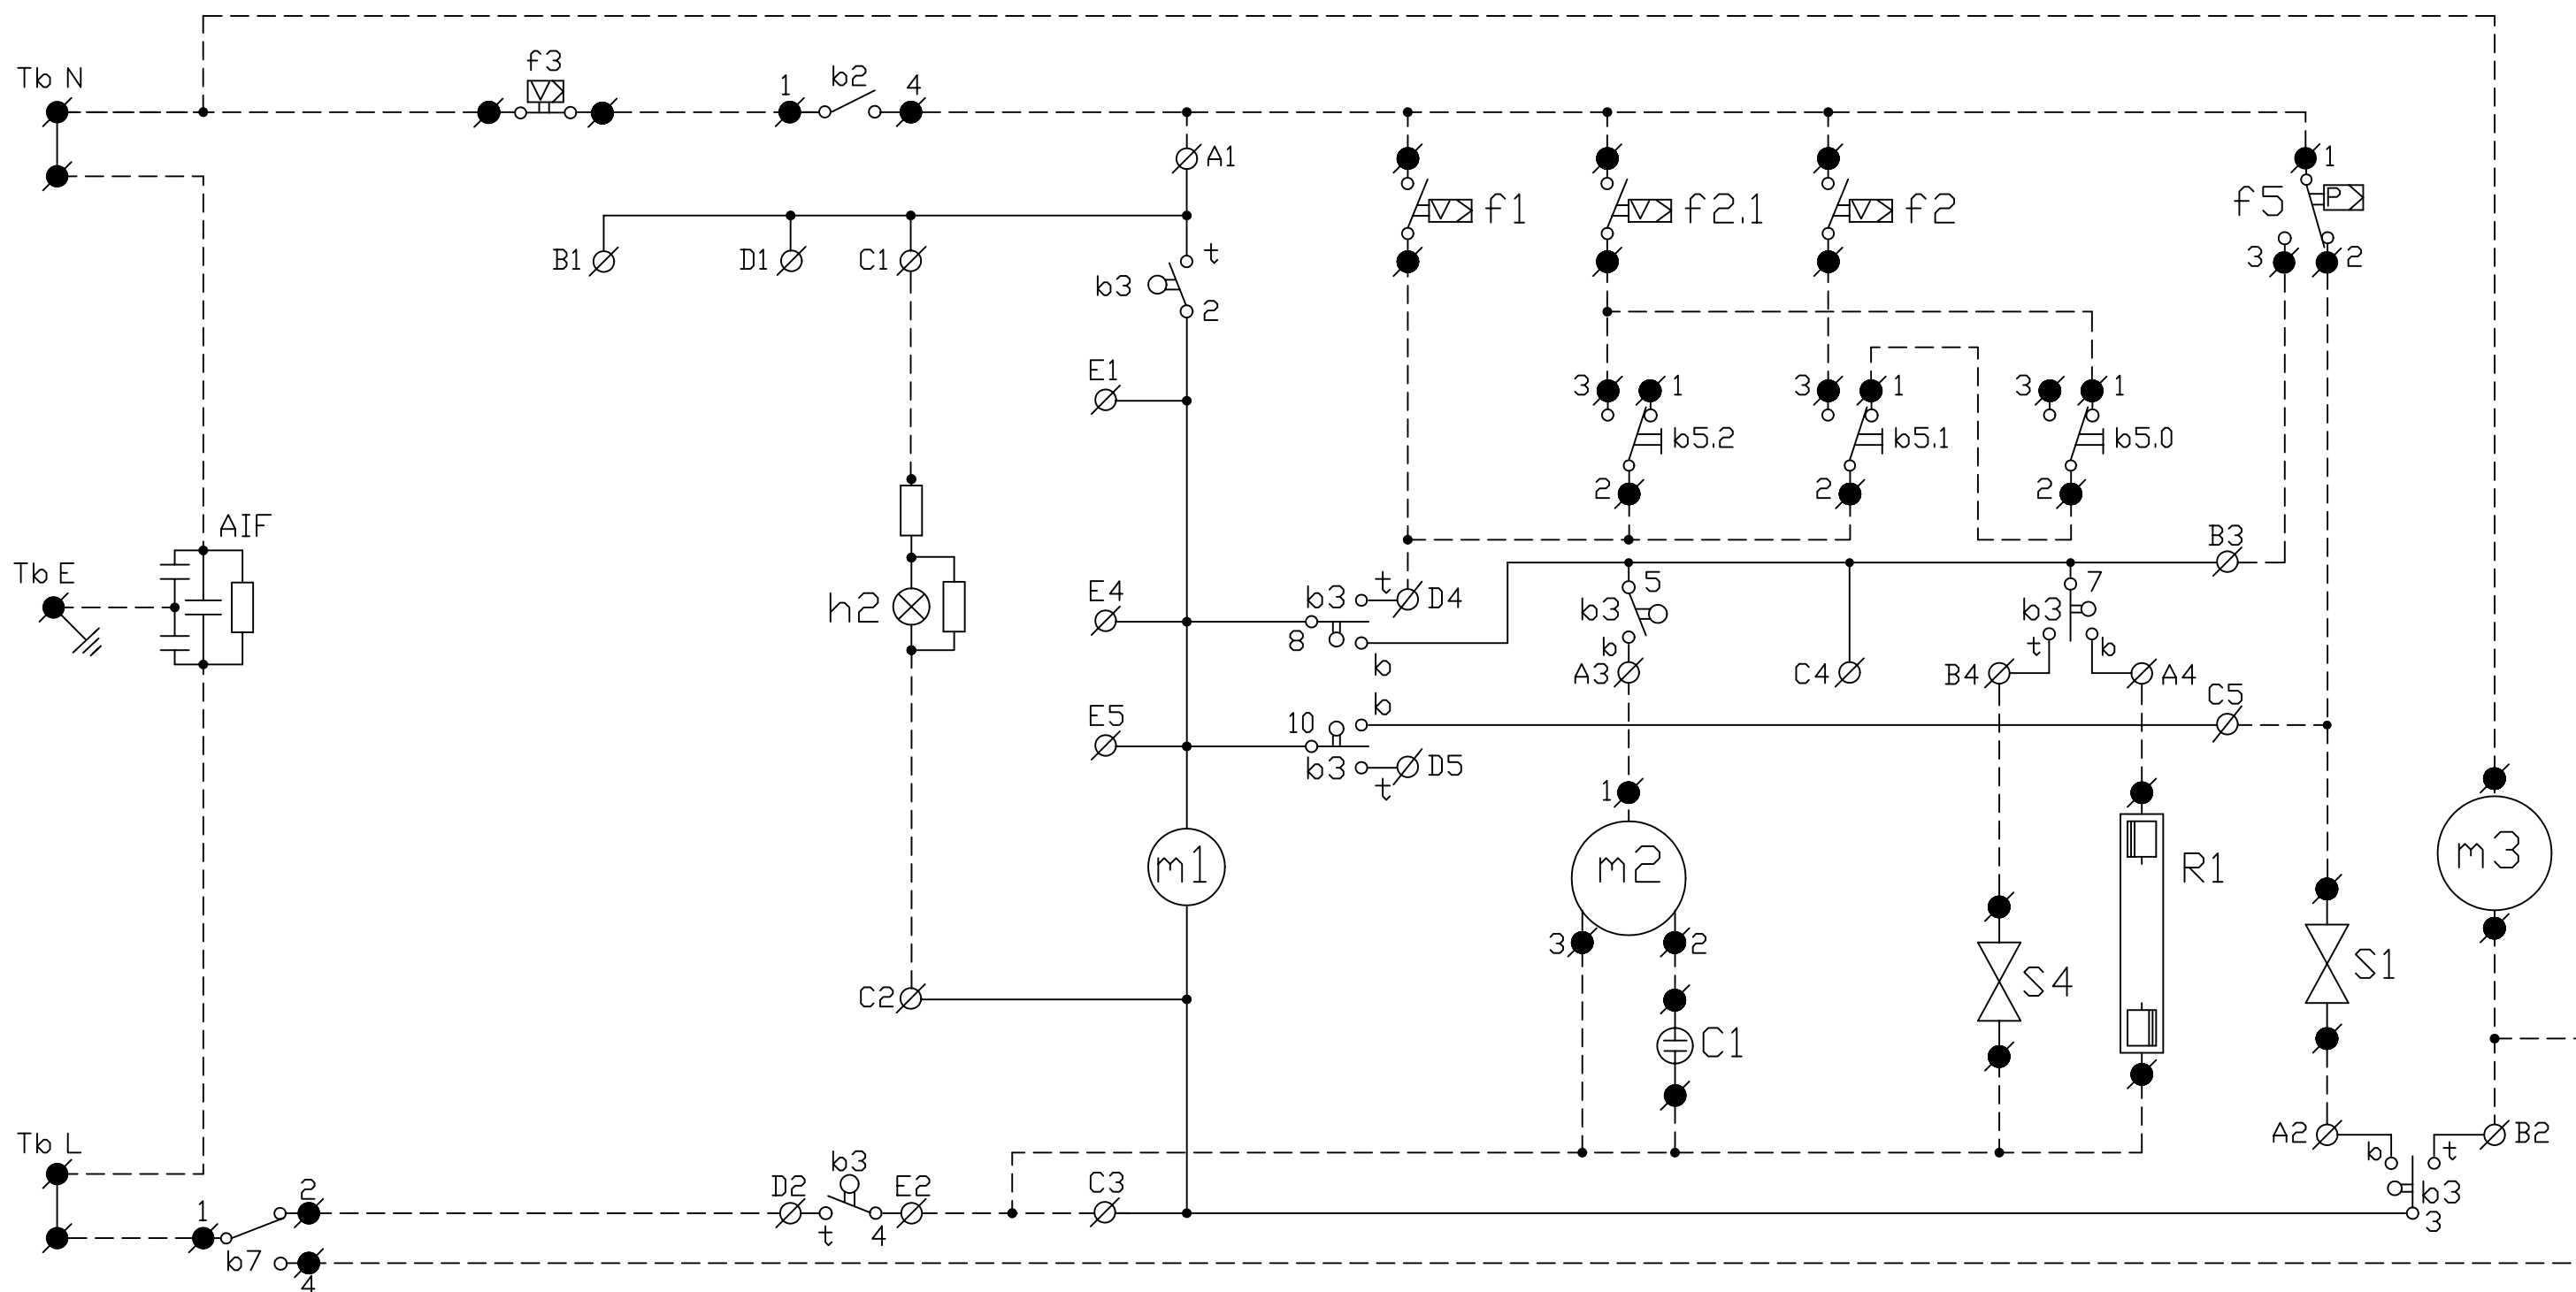 f3
Tb N
1
b2
4
A1
1
f1
f2.1
f2
f5
P
B1
D1
C1
t
3
2
b3
2
E1
3
1
3
1
3
1
b5.2
b5.1
b5.0
2
2
2
AIF
B3
Tb E
E4
b3
t
D4
5
7
h2
8
b3
b3
b
b
t
b
A3
C4
B4
A4
C5
E5
b
10
b3
D5
t
1
m1
m2
R1
m3
3
2
S4
S1
C2
C1
Tb L
A2
B2
b3
b
t
2
D2
E2
C3
b3
1
t
4
3
b7
4